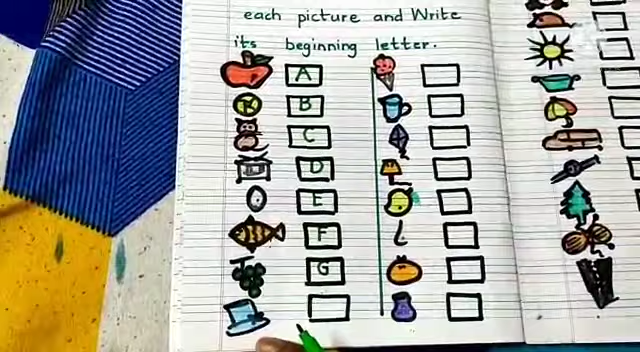 each picture and Write
its beginning letter.
A
B
C
D
E
F
G